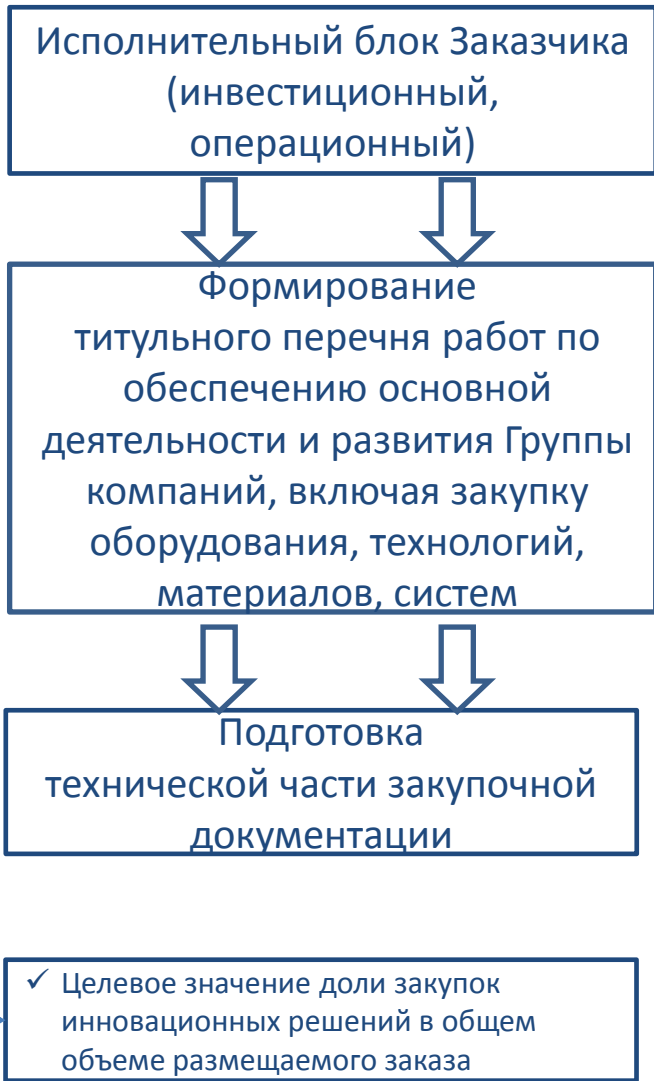 Исполнительный блок Заказчика
(инвестиционный,
операционный)
Формирование
титульного перечня работ по
обеспечению основной
деятельности и развития Группы
компаний, включая закупку
оборудования, технологий,
материалов, систем
Подготовка
технической части закупочной
документации
✓ Целевое значение доли закупок
инновационных решений в общем
объеме размещаемого заказа